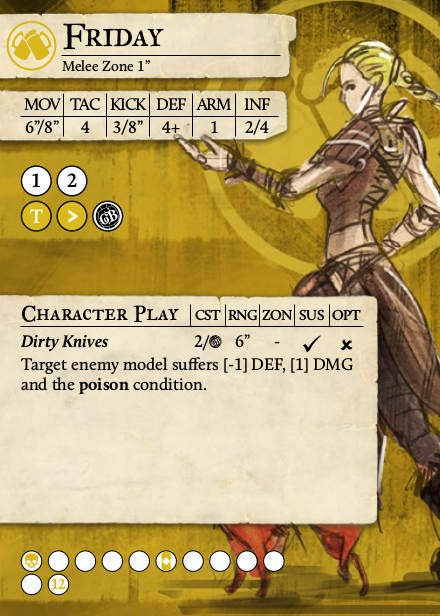 FRIDAY
Melee Zone 1”
MOV TAC KICK DEF ARM INF
6”/8” 4 3/8” 4+ 1 2/4
1 2
T >
CHARACTER PLAY CST RNG ZON SUS OPT
Dirty Knives 2/ 6” - ✓ ✘
Target enemy model suffers [-1] DEF, [1] DMG
and the poison condition.
12